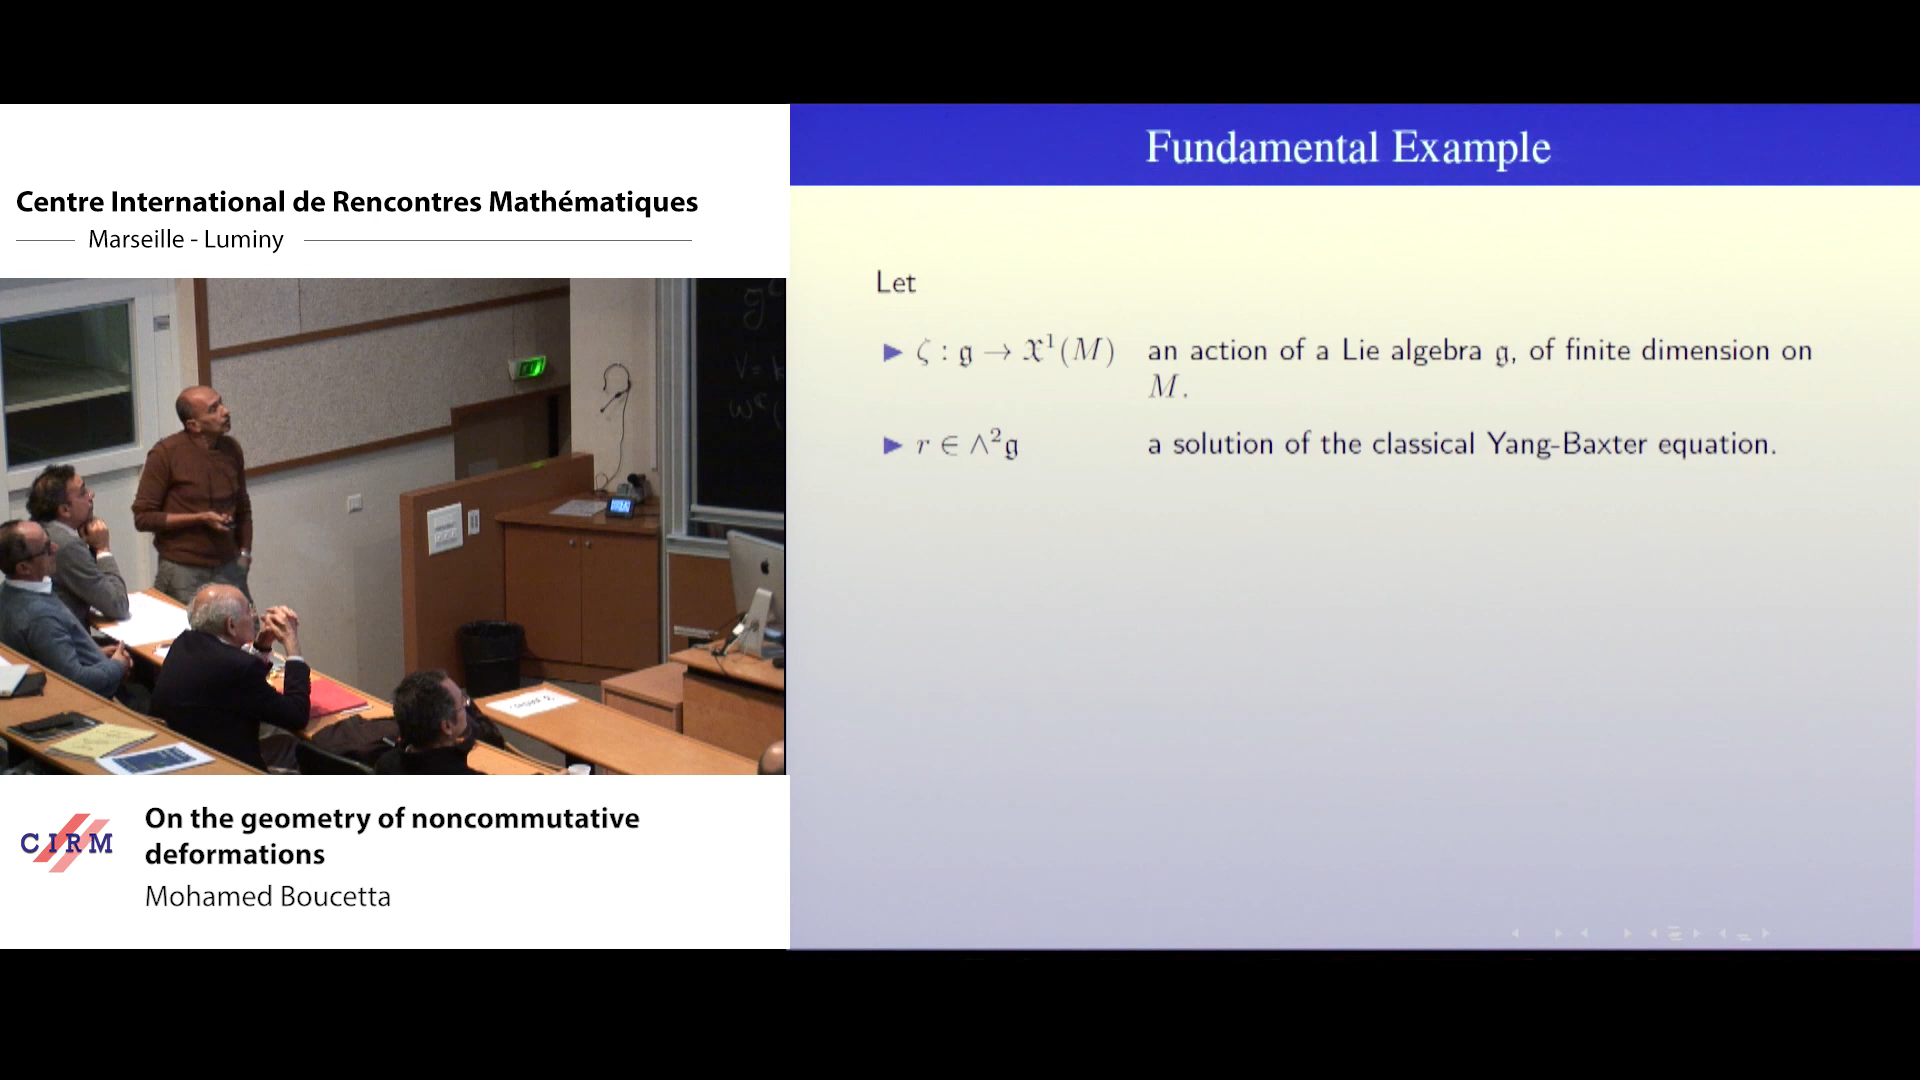 Centre International de Rencontres Mathématiques
Marseille - Luminy
CIRM
On the geometry of noncommutative
deformations
Mohamed Boucetta
Fundamental Example
Let
▶ ζ : 𝔤 → 𝔛¹(M) an action of a Lie algebra 𝔤, of finite dimension on
M.
▶ r ∈ ∧²𝔤 a solution of the classical Yang-Baxter equation.